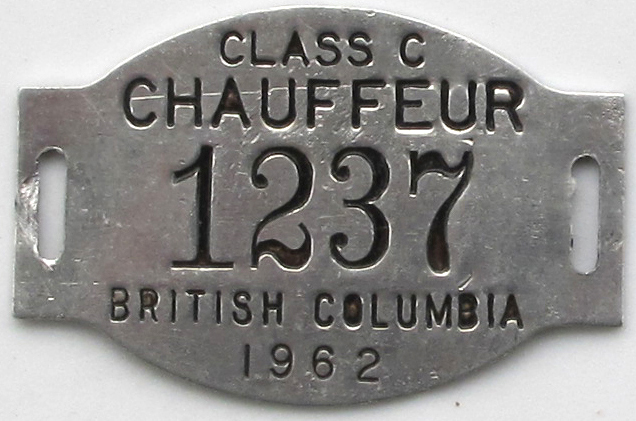 CLASS C
CHAUFFEUR
1237
BRITISH COLUMBIA
1962